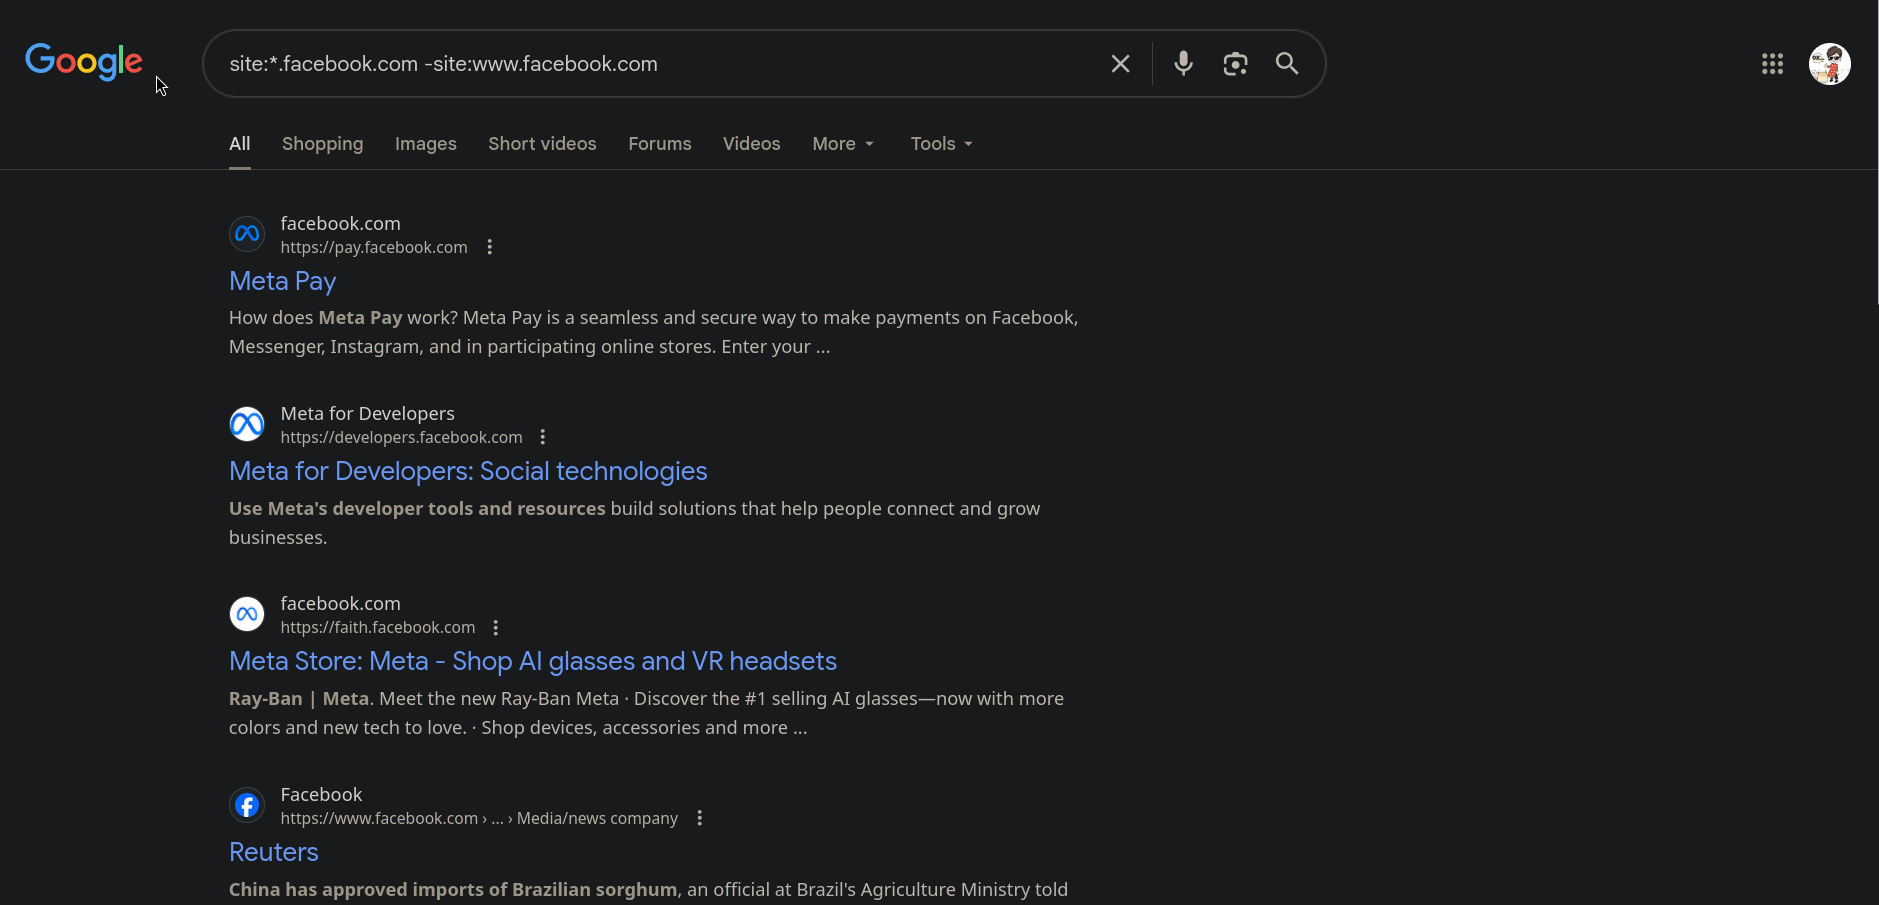 Google
site:*.facebook.com -site:www.facebook.com
All Shopping Images Short videos Forums Videos More Tools
facebook.com
https://pay.facebook.com
Meta Pay
How does Meta Pay work? Meta Pay is a seamless and secure way to make payments on Facebook,
Messenger, Instagram, and in participating online stores. Enter your ...
Meta for Developers
https://developers.facebook.com
Meta for Developers: Social technologies
Use Meta's developer tools and resources build solutions that help people connect and grow
businesses.
facebook.com
https://faith.facebook.com
Meta Store: Meta - Shop AI glasses and VR headsets
Ray-Ban | Meta. Meet the new Ray-Ban Meta · Discover the #1 selling AI glasses—now with more
colors and new tech to love. · Shop devices, accessories and more ...
Facebook
https://www.facebook.com › ... › Media/news company
Reuters
China has approved imports of Brazilian sorghum, an official at Brazil's Agriculture Ministry told